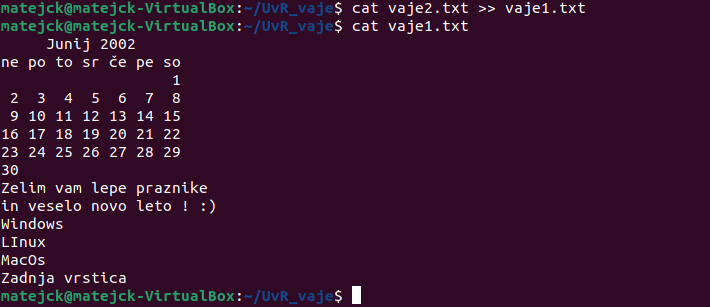 matejck@matejck-VirtualBox:~/UvR_vaje$ cat vaje2.txt >> vaje1.txt
matejck@matejck-VirtualBox:~/UvR_vaje$ cat vaje1.txt
     Junij 2002
ne po to sr če pe so
                   1
 2  3  4  5  6  7  8
 9 10 11 12 13 14 15
16 17 18 19 20 21 22
23 24 25 26 27 28 29
30
Zelim vam lepe praznike
in veselo novo leto ! :)
Windows
LInux
MacOs
Zadnja vrstica
matejck@matejck-VirtualBox:~/UvR_vaje$